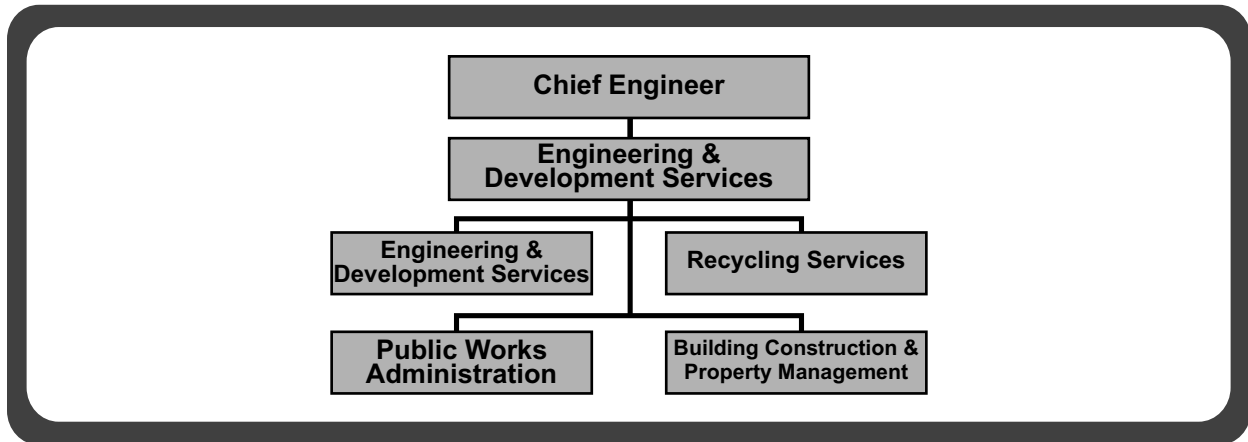 Chief Engineer
Engineering &
Development Services
Engineering &
Development Services
Recycling Services
Public Works
Administration
Building Construction &
Property Management